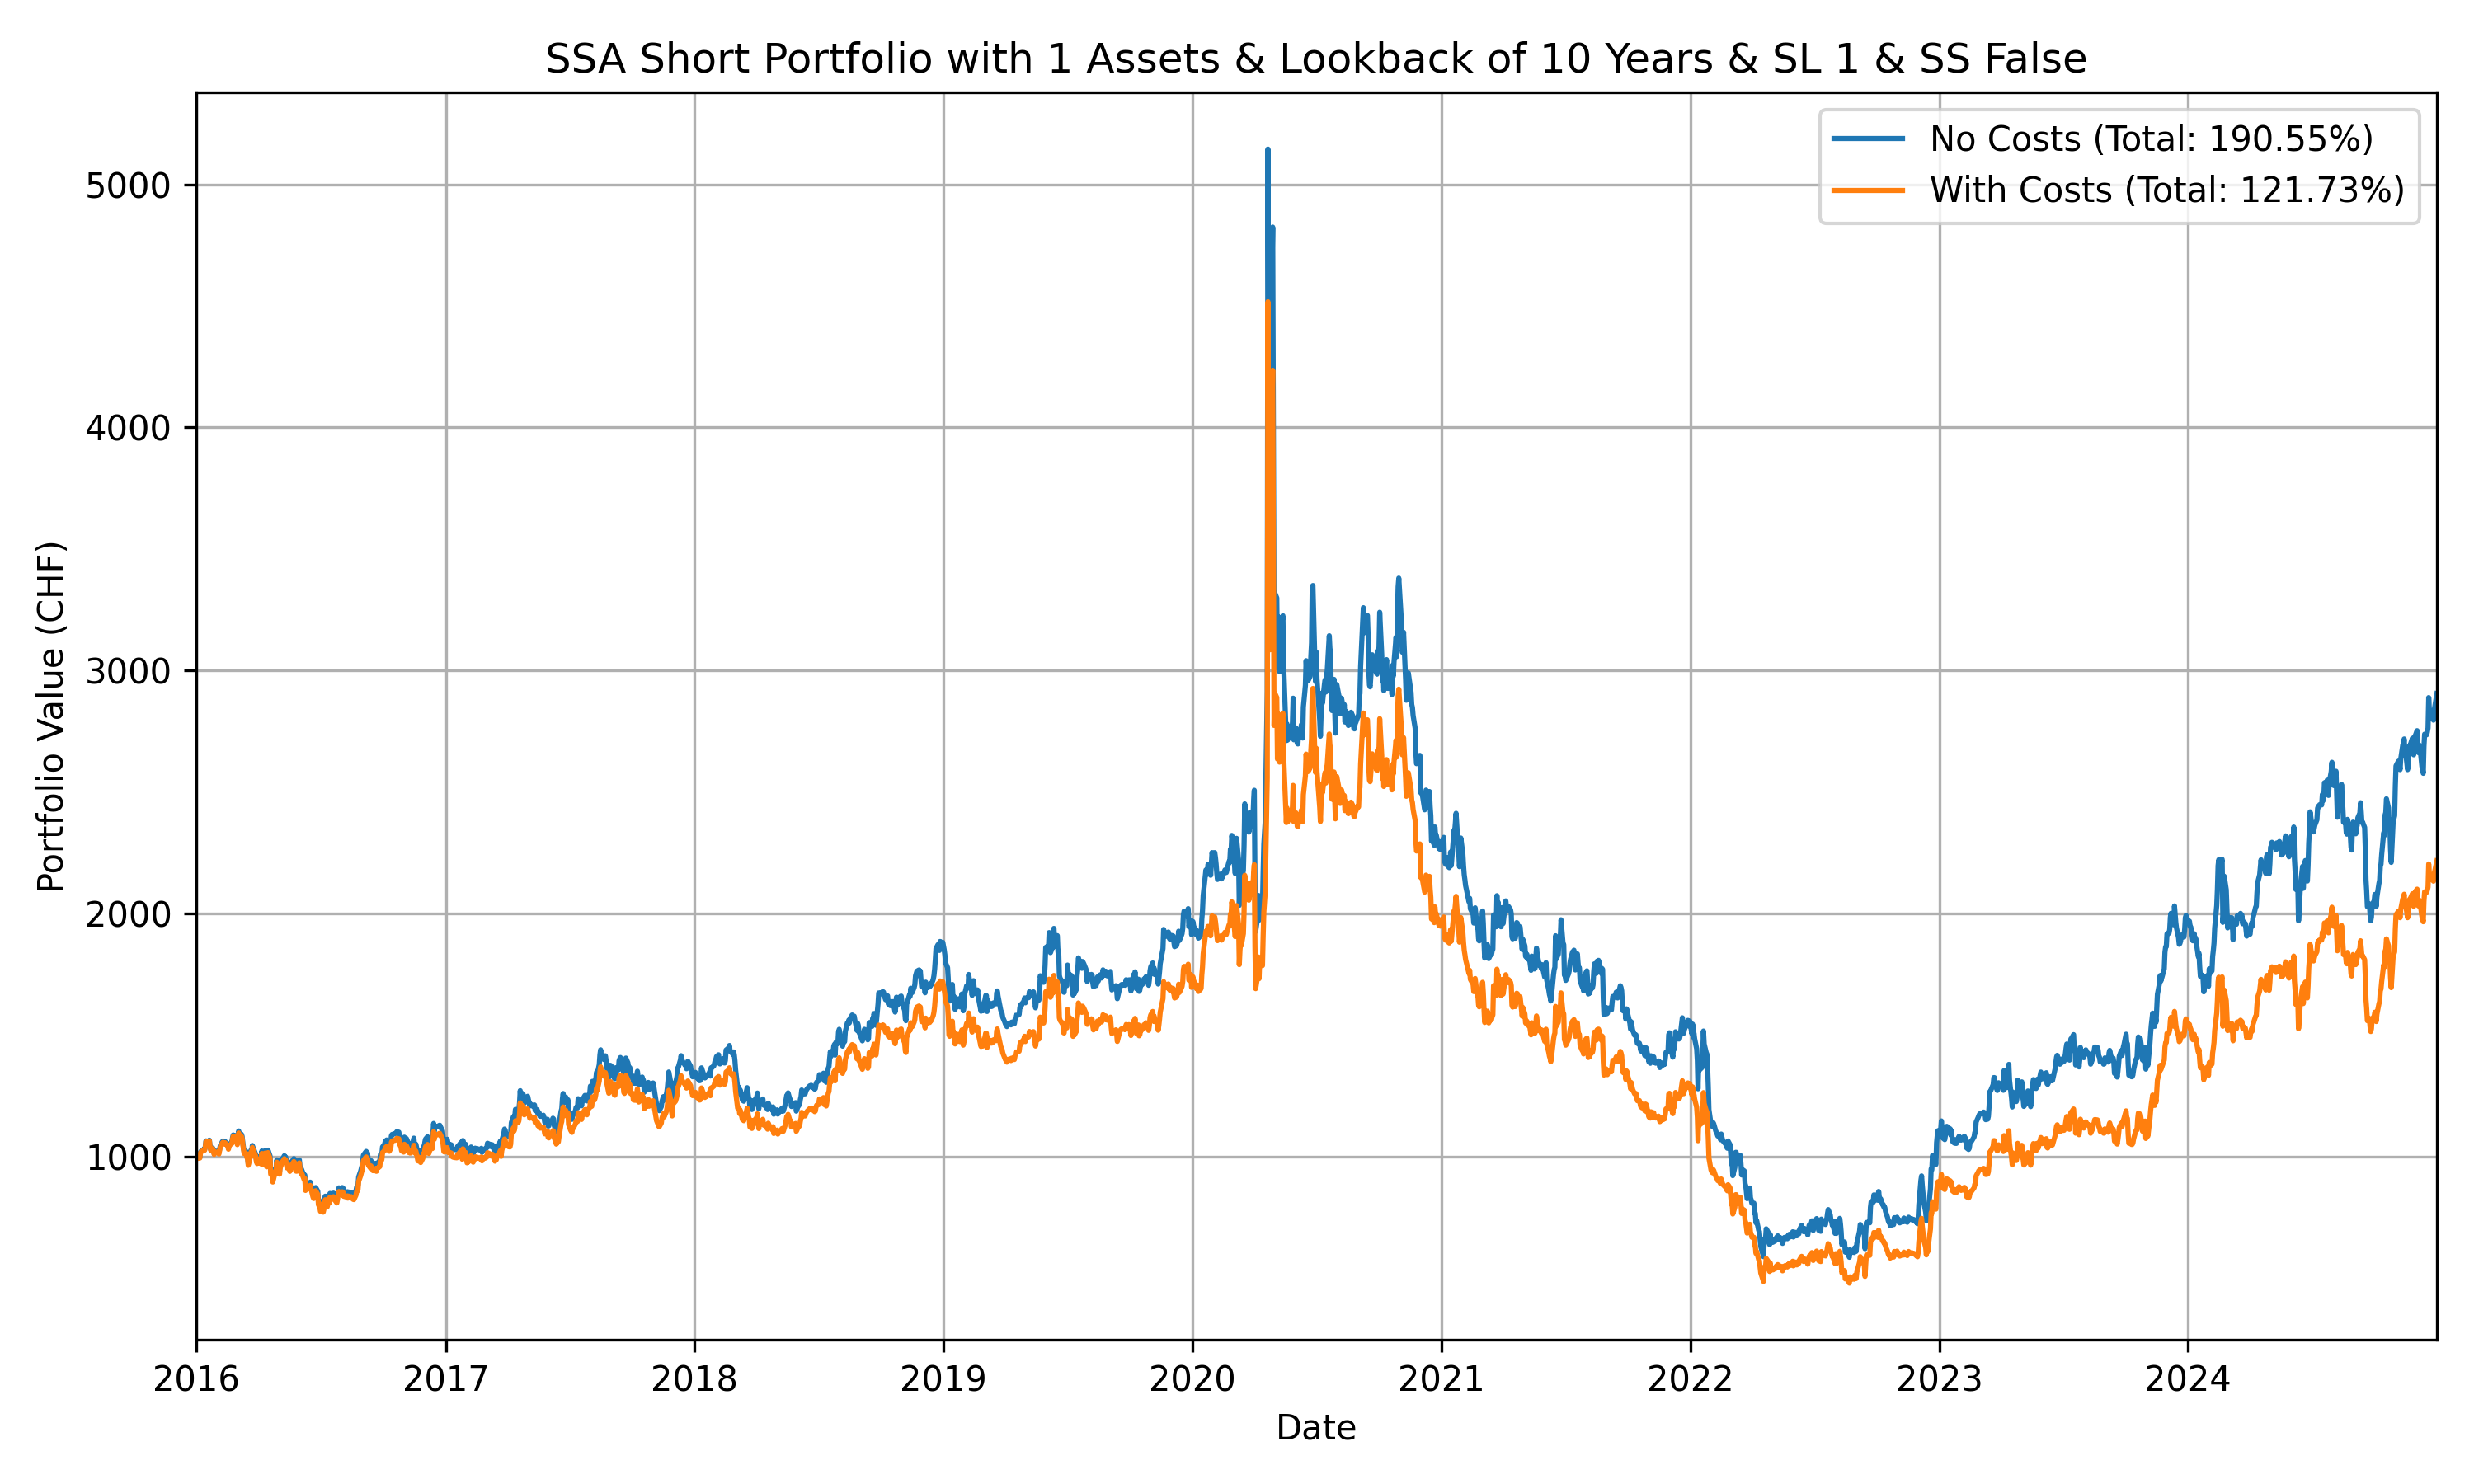 SSA Short Portfolio with 1 Assets & Lookback of 10 Years & SL 1 & SS False
No Costs (Total: 190.55%)
With Costs (Total: 121.73%)
Portfolio Value (CHF)
5000
4000
3000
2000
1000
2016 2017 2018 2019 2020 2021 2022 2023 2024
Date